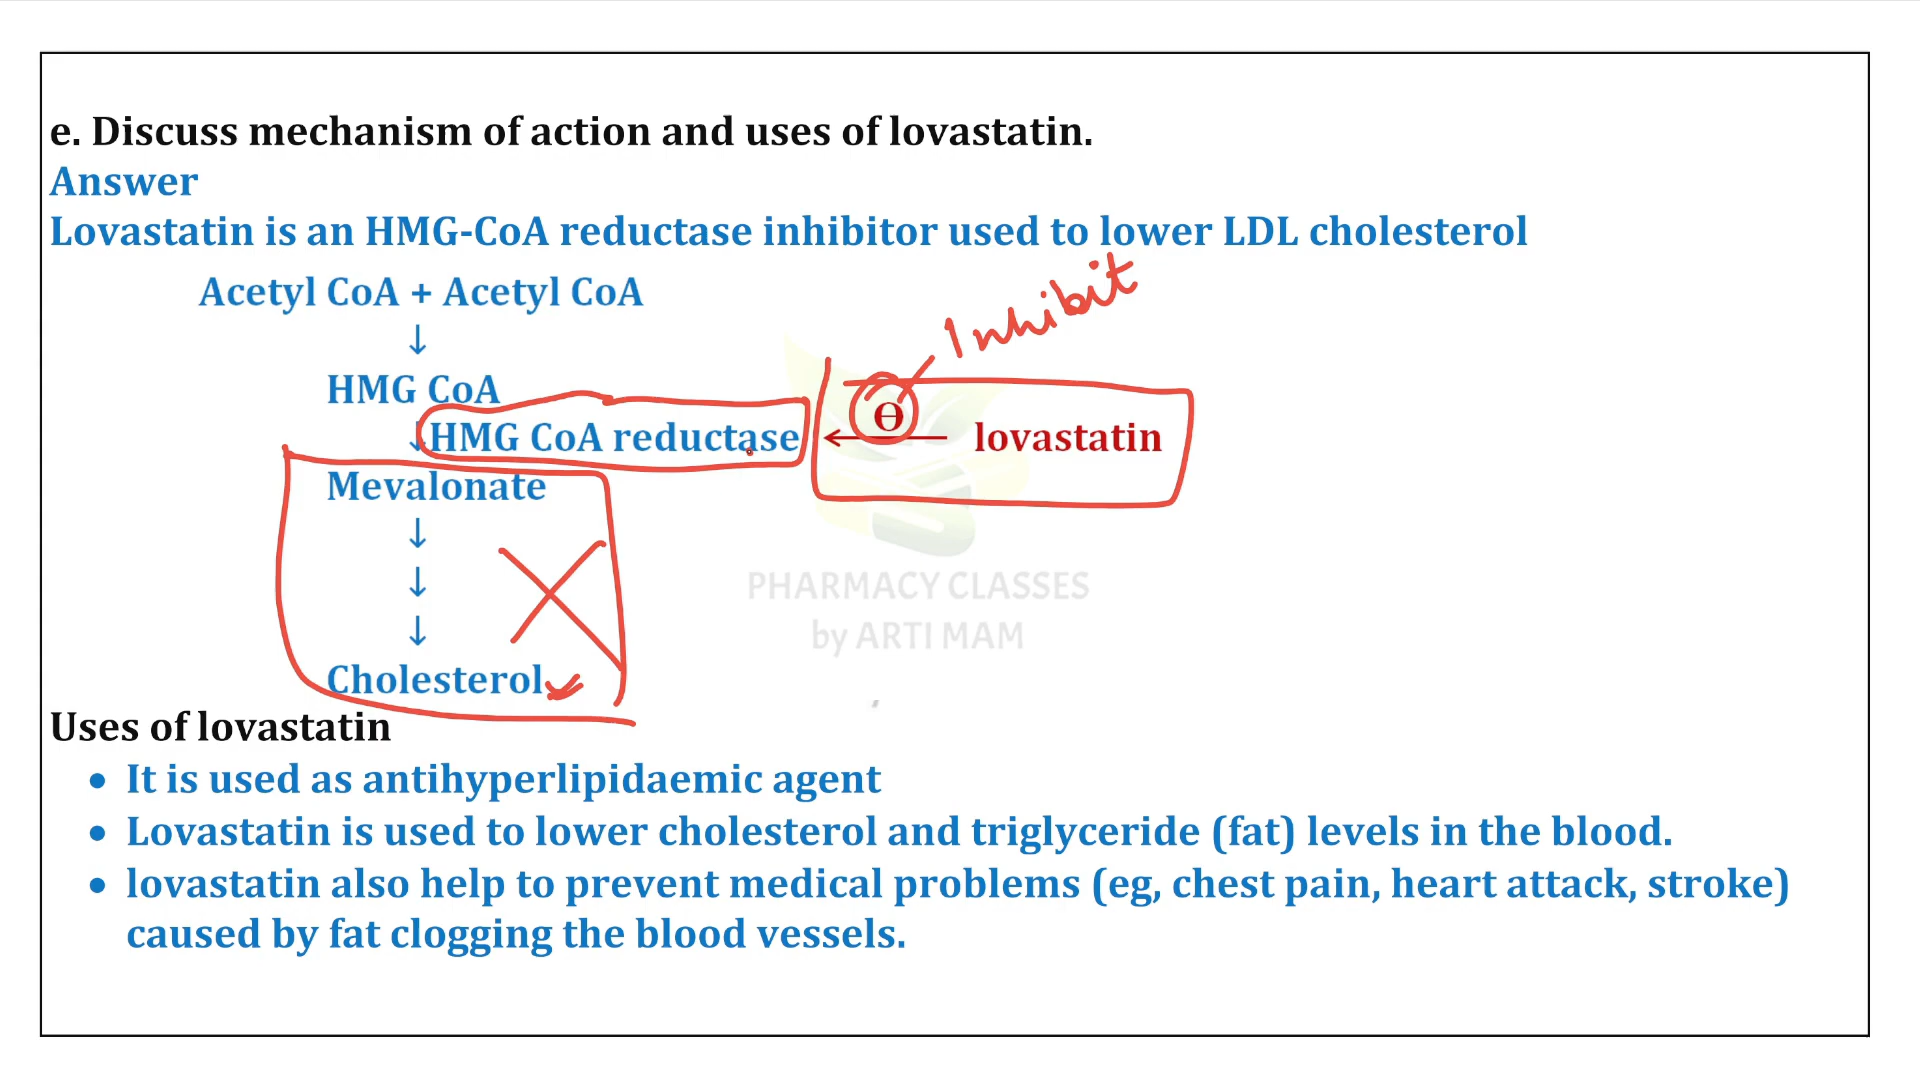 e. Discuss mechanism of action and uses of lovastatin.
Answer
Lovastatin is an HMG-CoA reductase inhibitor used to lower LDL cholesterol
Acetyl CoA + Acetyl CoA
↓
Inhibit
HMG CoA
↓HMG CoA reductase ← Θ lovastatin
Mevalonate
↓
↓
↓
Cholesterol
PHARMACY CLASSES
by ARTI MAM
Uses of lovastatin
• It is used as antihyperlipidaemic agent
• Lovastatin is used to lower cholesterol and triglyceride (fat) levels in the blood.
• lovastatin also help to prevent medical problems (eg, chest pain, heart attack, stroke)
caused by fat clogging the blood vessels.